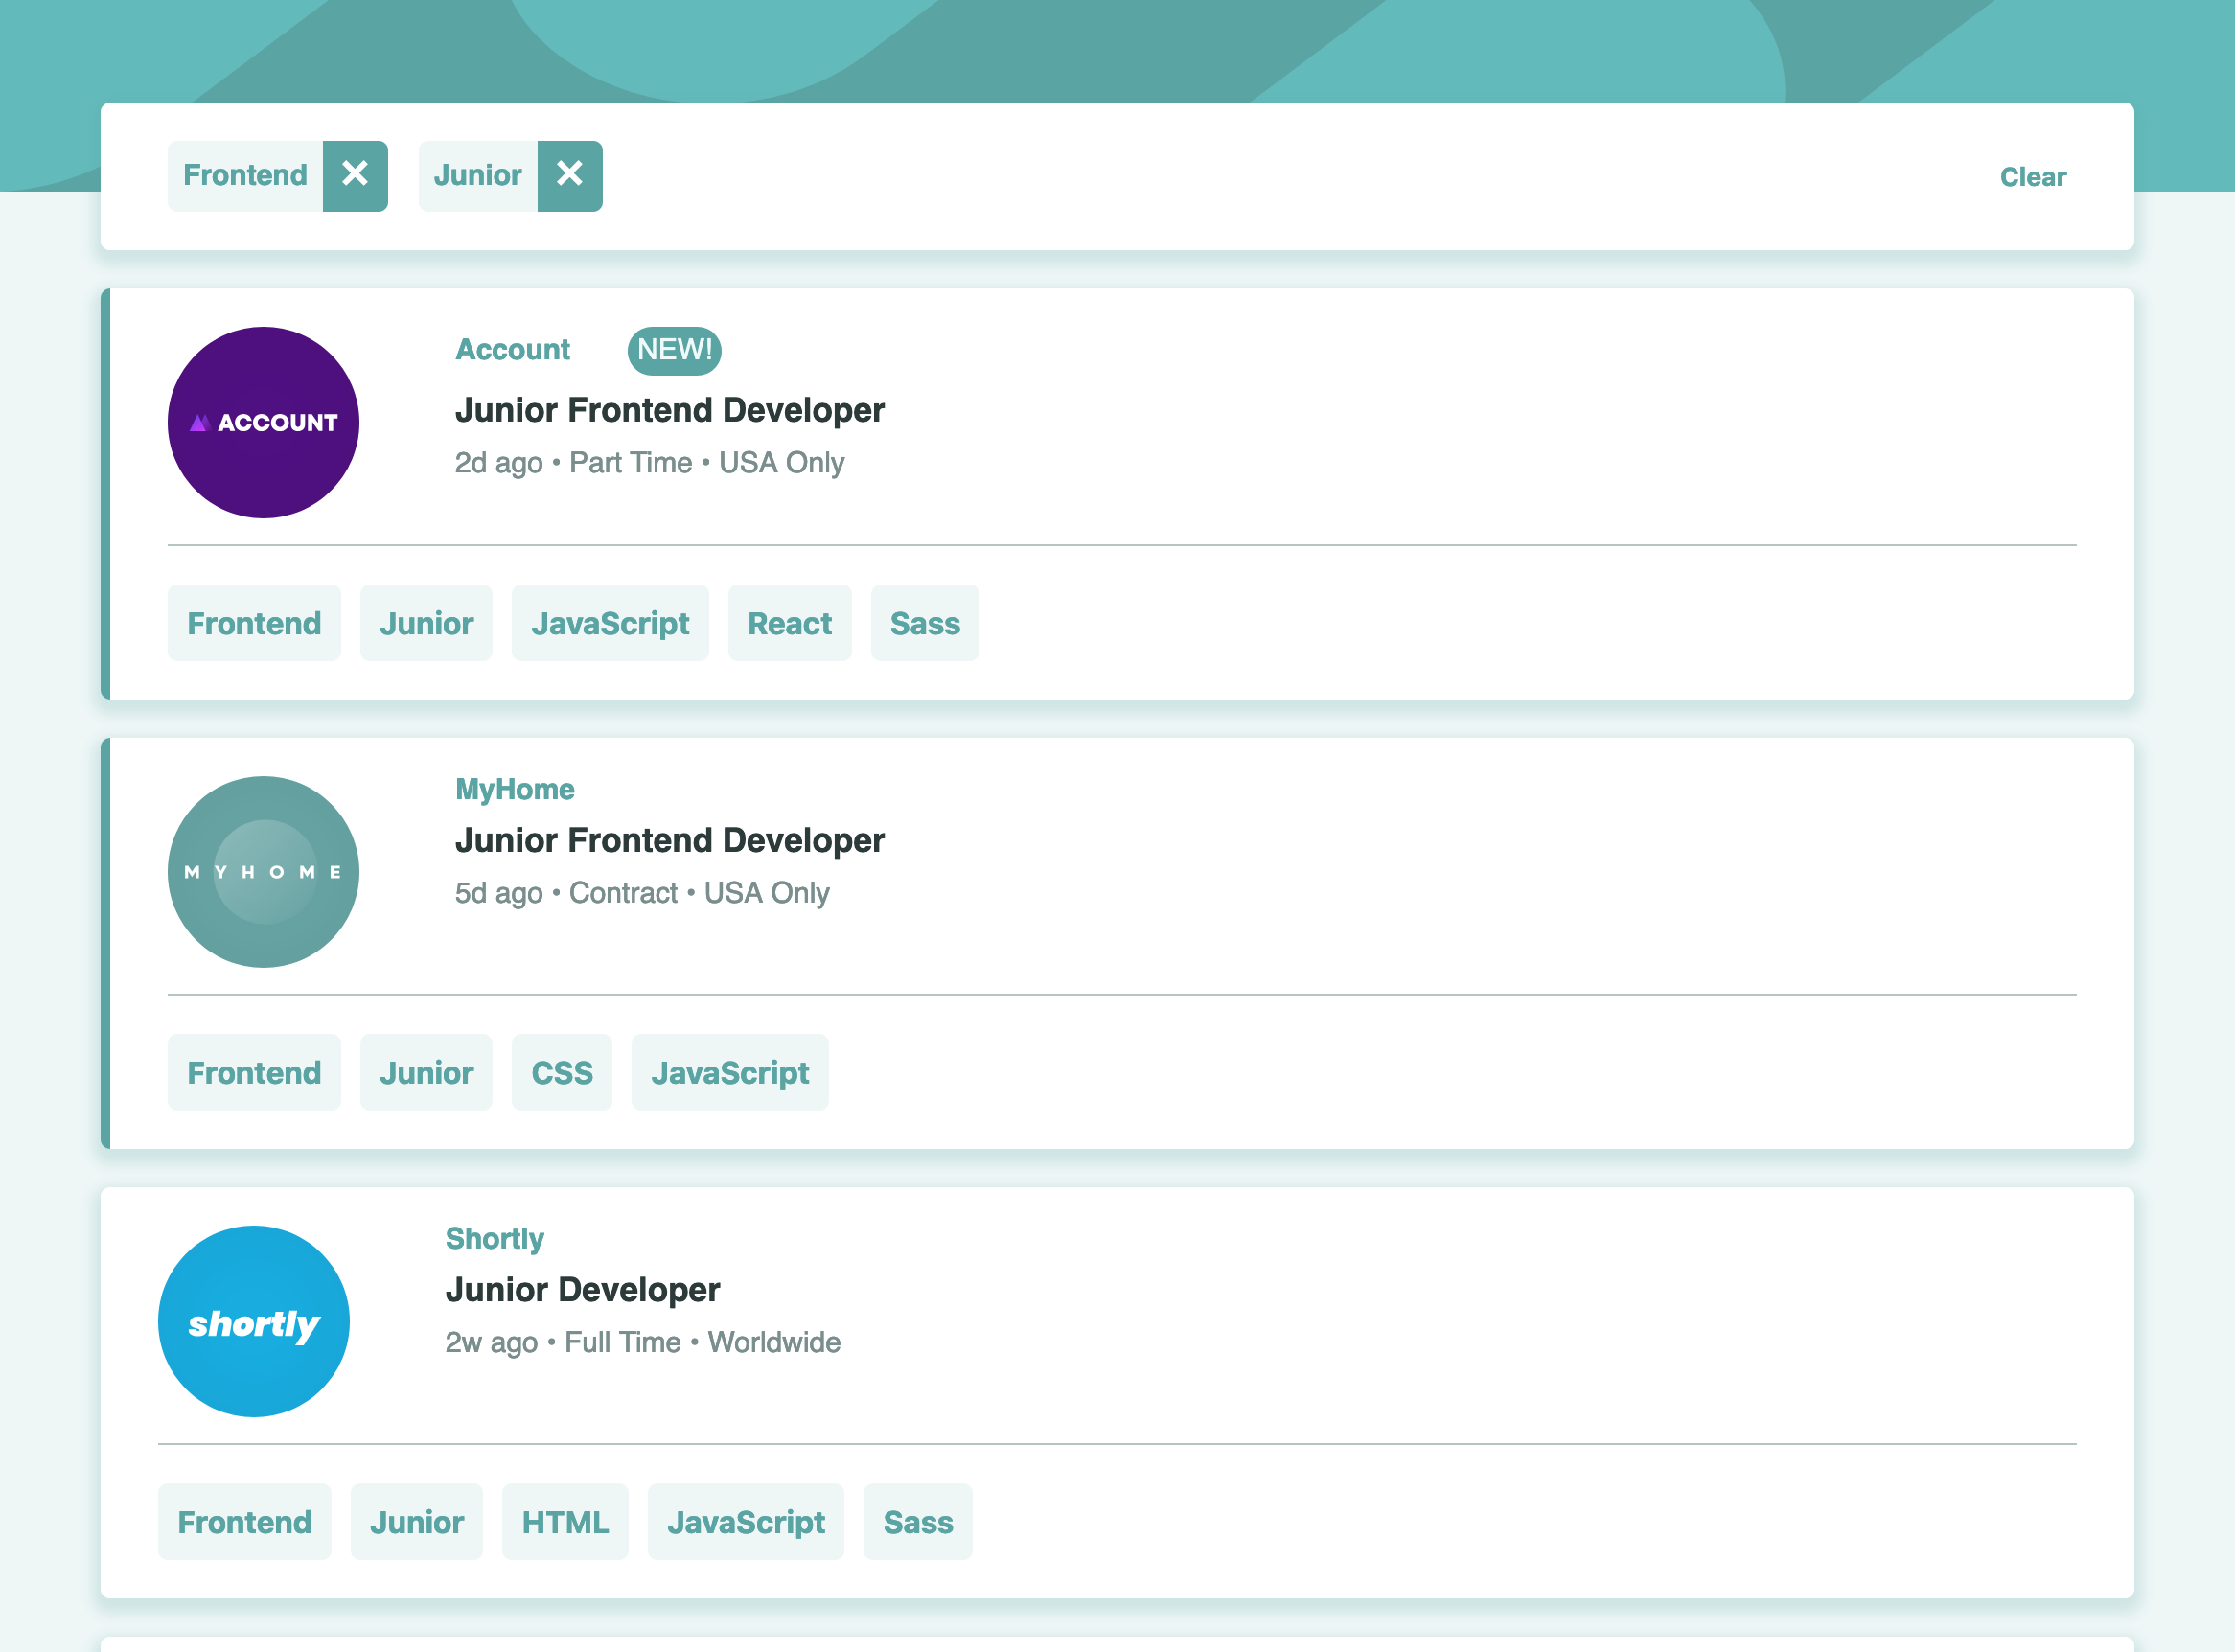 Frontend ✕ Junior ✕ Clear
ACCOUNT
Account NEW!
Junior Frontend Developer
2d ago • Part Time • USA Only
Frontend Junior JavaScript React Sass
MYHOME
MyHome
Junior Frontend Developer
5d ago • Contract • USA Only
Frontend Junior CSS JavaScript
shortly
Shortly
Junior Developer
2w ago • Full Time • Worldwide
Frontend Junior HTML JavaScript Sass